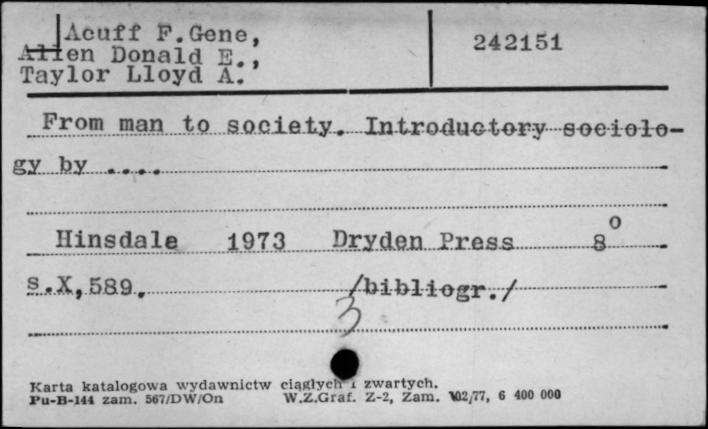 Acuff F.Gene,
Allen Donald E.,
Taylor Lloyd A.
242151
From man to society. Introductory sociolo-
gy by ....
Hinsdale 1973 Dryden Press 8°
s.X,589. /bibliogr./
3
Karta katalogowa wydawnictw ciągłych i zwartych.
Pu-B-144 zam. 567/DW/On W.Z.Graf. Z-2, Zam. 102/77, 6 400 000